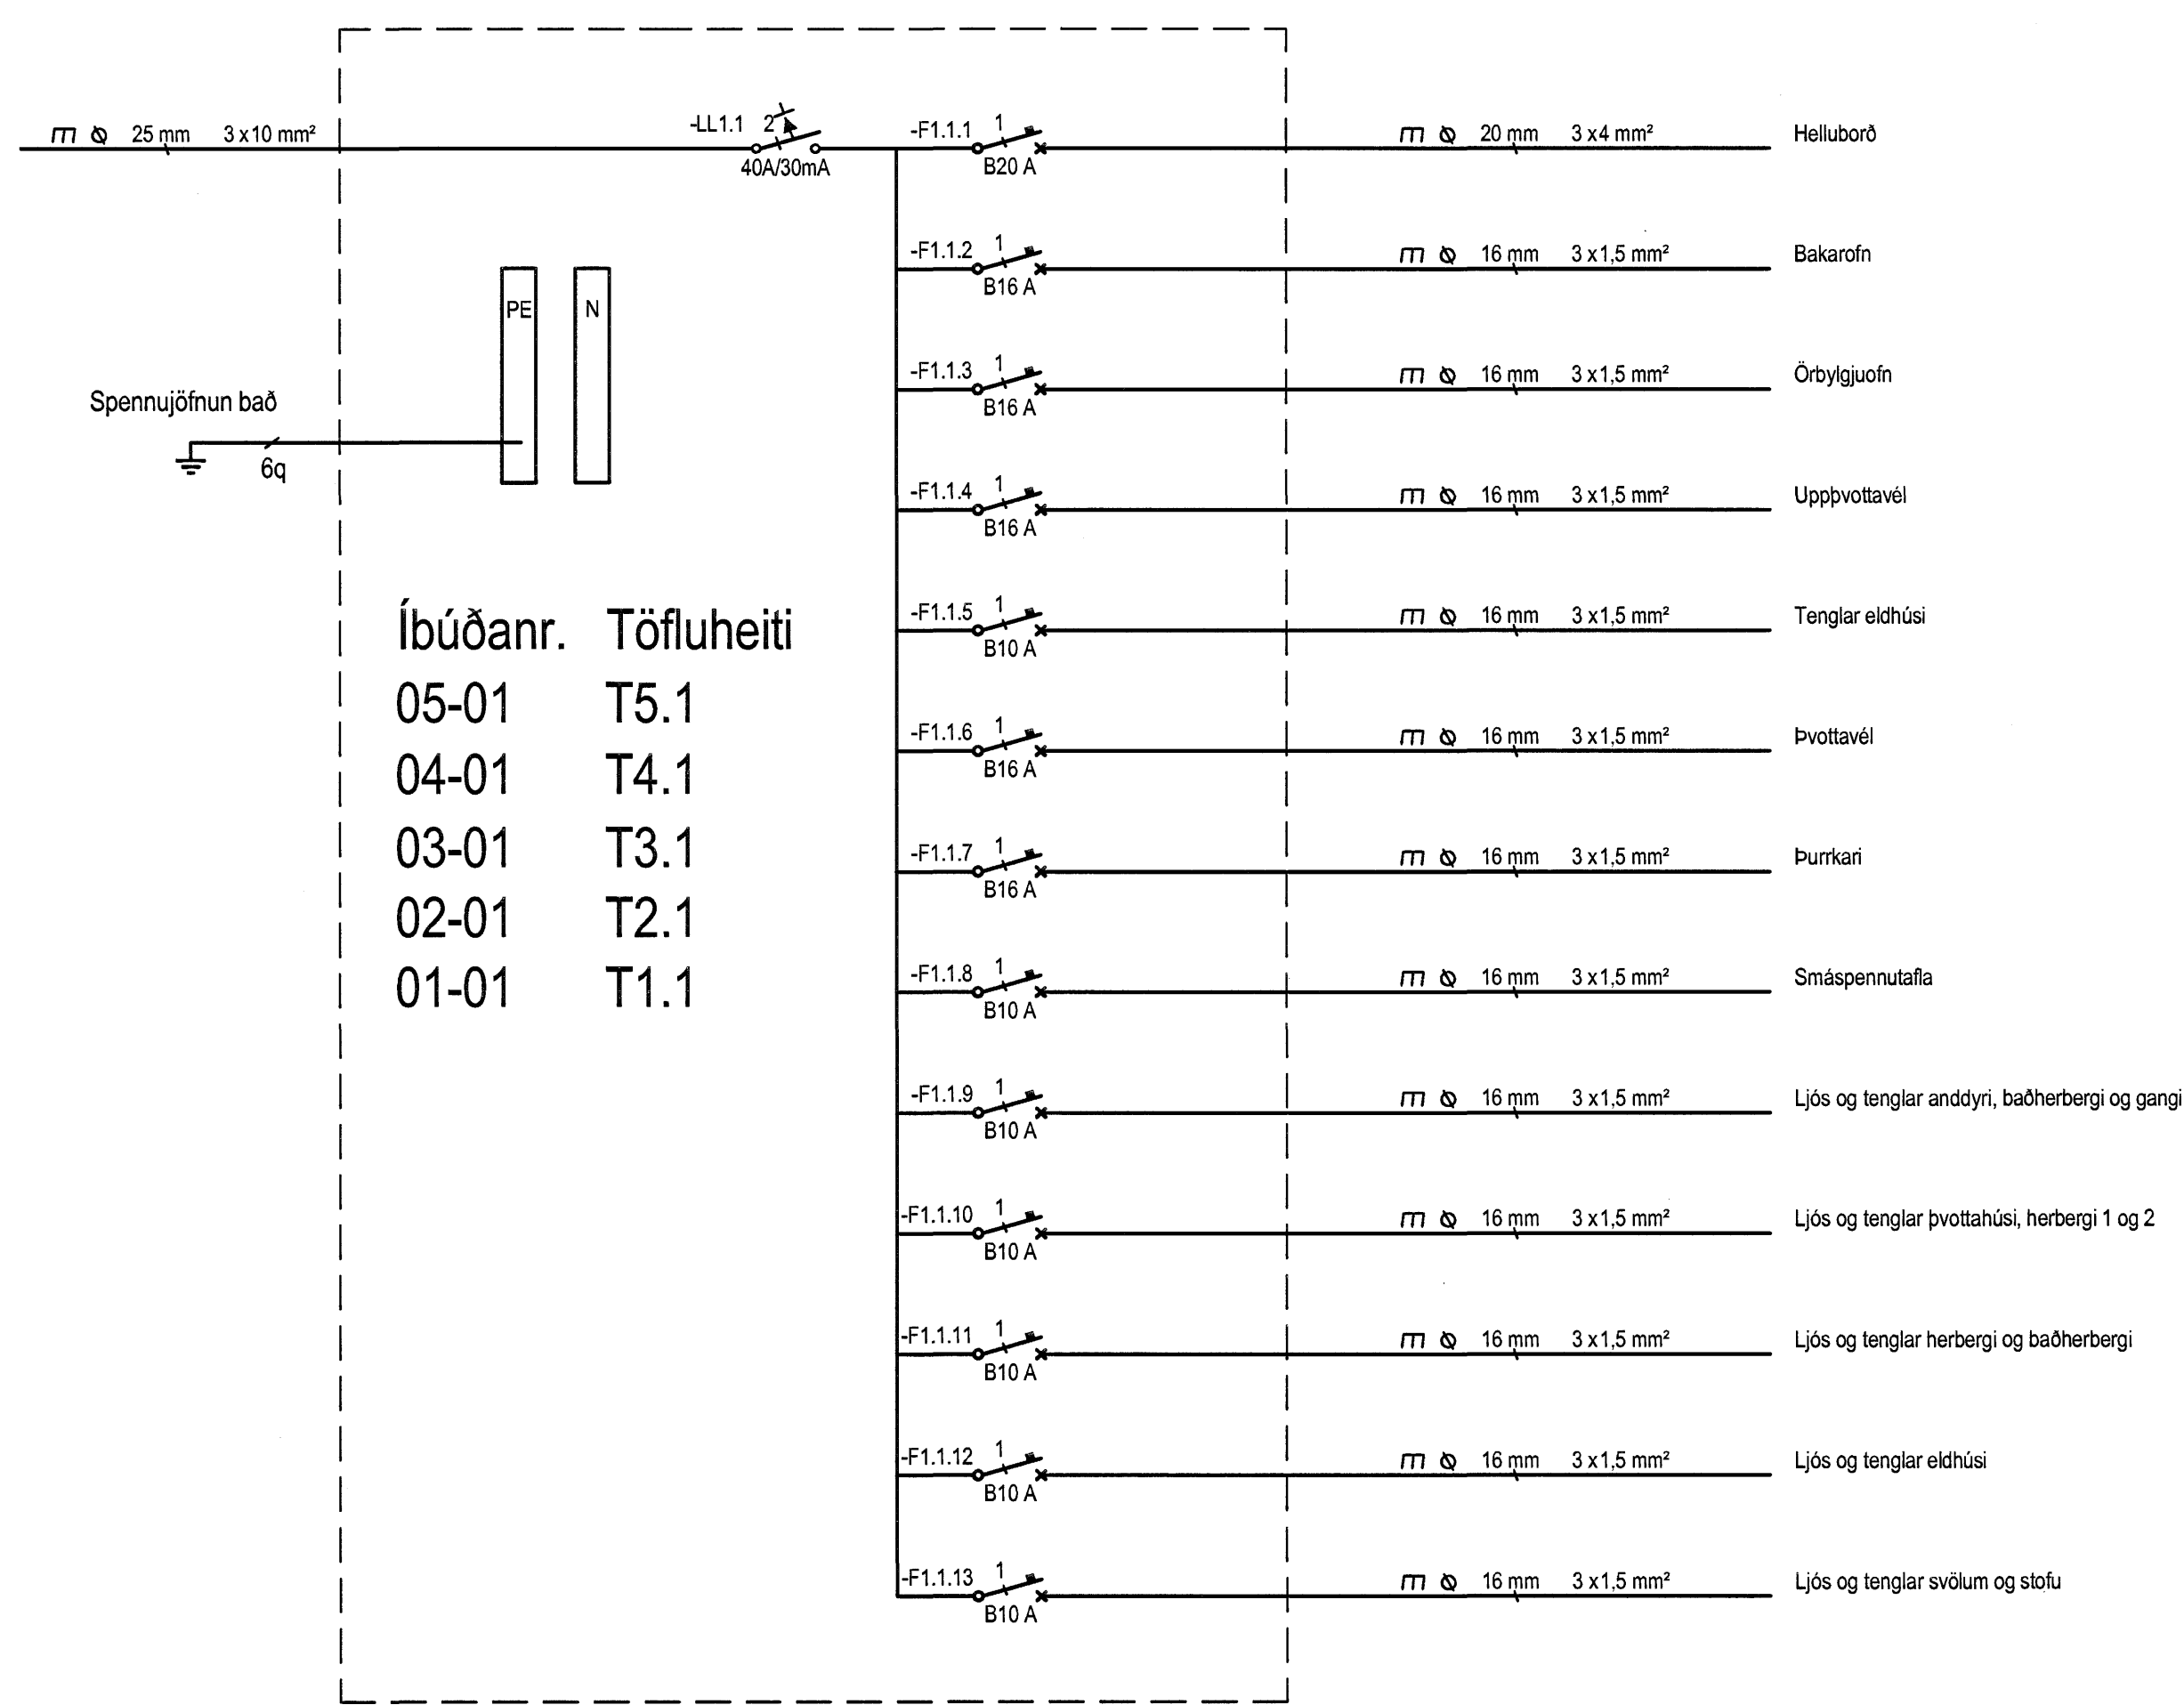 25 mm 3 x 10 mm²
-LL1.1 2
40A/30mA
-F1.1.1 1
B20 A
20 mm 3 x 4 mm² Helluborð
-F1.1.2 1
B16 A
16 mm 3 x 1,5 mm² Bakarofn
PE N
-F1.1.3 1
B16 A
16 mm 3 x 1,5 mm² Örbylgjuofn
Spennujöfnun bað
6q
-F1.1.4 1
B16 A
16 mm 3 x 1,5 mm² Uppþvottavél
-F1.1.5 1
B10 A
16 mm 3 x 1,5 mm² Tenglar eldhúsi
Íbúðanr. Töfluheiti
05-01 T5.1
04-01 T4.1
03-01 T3.1
02-01 T2.1
01-01 T1.1
-F1.1.6 1
B16 A
16 mm 3 x 1,5 mm² Þvottavél
-F1.1.7 1
B16 A
16 mm 3 x 1,5 mm² Þurrkari
-F1.1.8 1
B10 A
16 mm 3 x 1,5 mm² Smáspennutafla
-F1.1.9 1
B10 A
16 mm 3 x 1,5 mm² Ljós og tenglar anddyri, baðherbergi og gangi
-F1.1.10 1
B10 A
16 mm 3 x 1,5 mm² Ljós og tenglar þvottahúsi, herbergi 1 og 2
-F1.1.11 1
B10 A
16 mm 3 x 1,5 mm² Ljós og tenglar herbergi og baðherbergi
-F1.1.12 1
B10 A
16 mm 3 x 1,5 mm² Ljós og tenglar eldhúsi
-F1.1.13 1
B10 A
16 mm 3 x 1,5 mm² Ljós og tenglar svölum og stofu